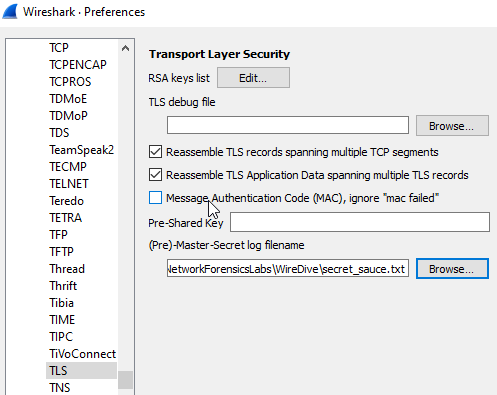 Wireshark · Preferences
TCP
TCPENCAP
TCPROS
TDMoE
TDMoP
TDS
TeamSpeak2
TECMP
TELNET
Teredo
TETRA
TFP
TFTP
Thread
Thrift
Tibia
TIME
TIPC
TiVoConnect
TLS
TNS
Transport Layer Security
RSA keys list Edit...
TLS debug file
Browse...
Reassemble TLS records spanning multiple TCP segments
Reassemble TLS Application Data spanning multiple TLS records
Message Authentication Code (MAC), ignore "mac failed"
Pre-Shared Key
(Pre)-Master-Secret log filename
NetworkForensicsLabs\WireDive\secret_sauce.txt Browse...